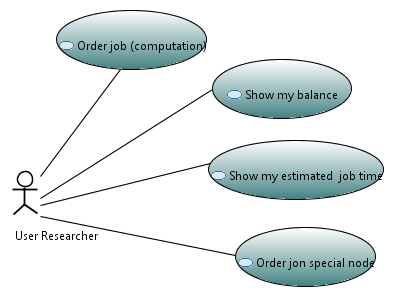 Order job (computation)
Show my balance
Show my estimated  job time
User Researcher
Order jon special node